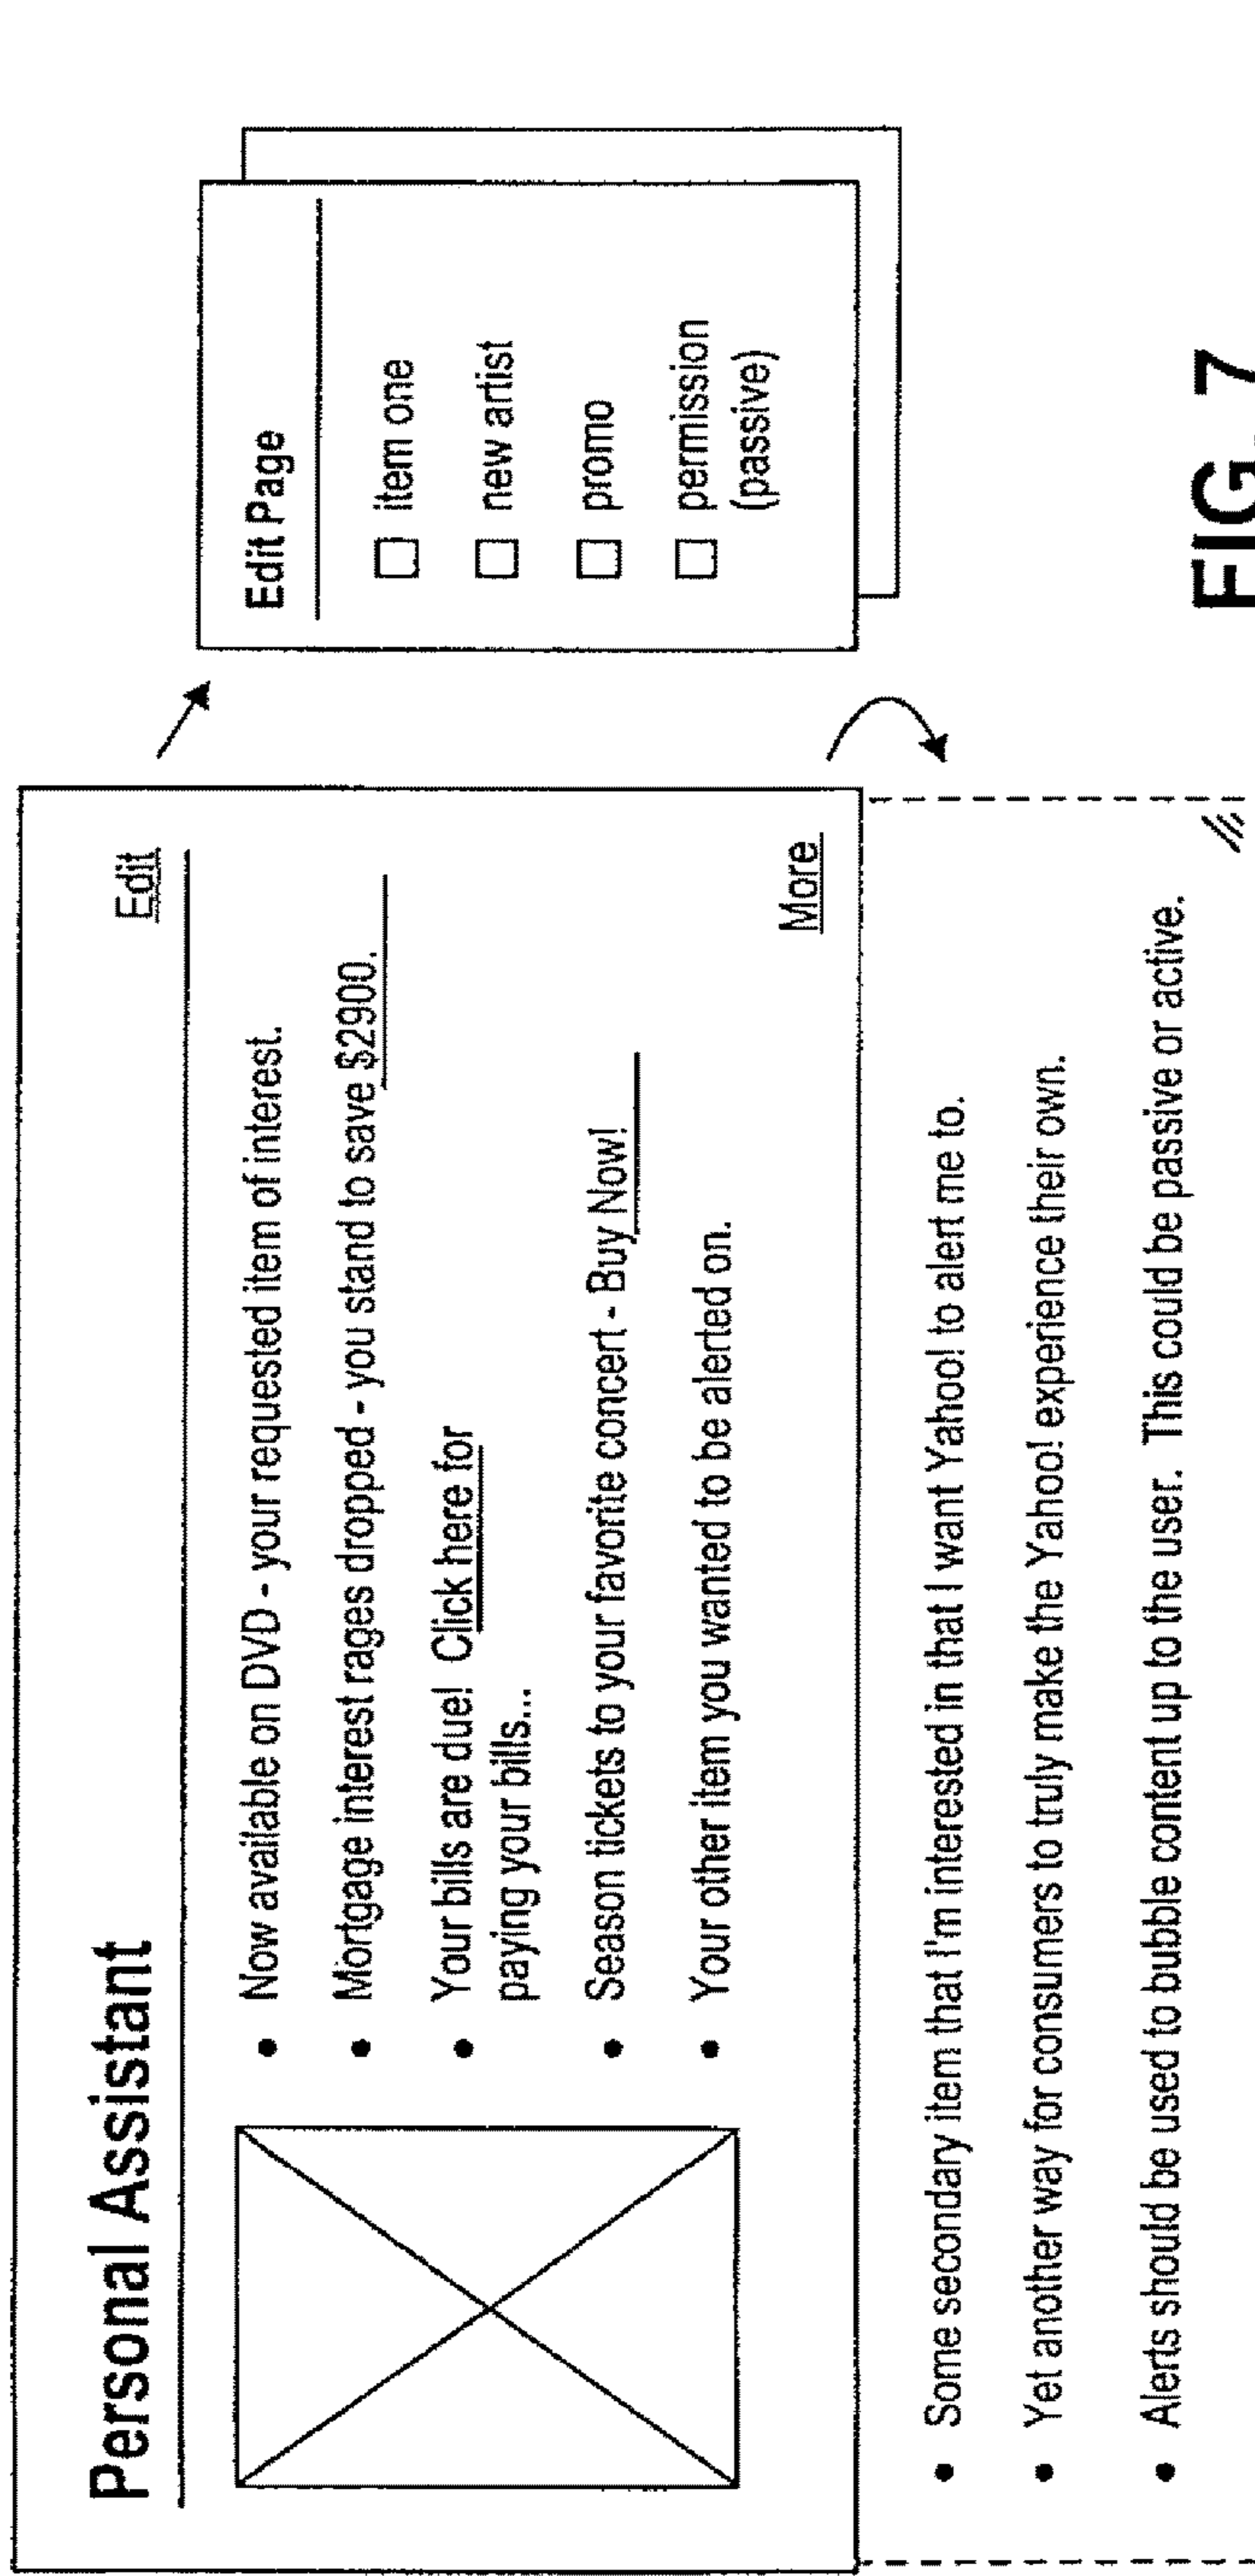 Personal Assistant
Edit
Now available on DVD - your requested item of interest.
Mortgage interest rages dropped - you stand to save $2900.
Your bills are due!  Click here for
paying your bills...
Season tickets to your favorite concert - Buy Now!
Your other item you wanted to be alerted on.
More
Some secondary item that I'm interested in that I want Yahoo! to alert me to.
Yet another way for consumers to truly make the Yahoo! experience their own.
Alerts should be used to bubble content up to the user.  This could be passive or active.
Edit Page
item one
new artist
promo
permission
(passive)
FIG. 7